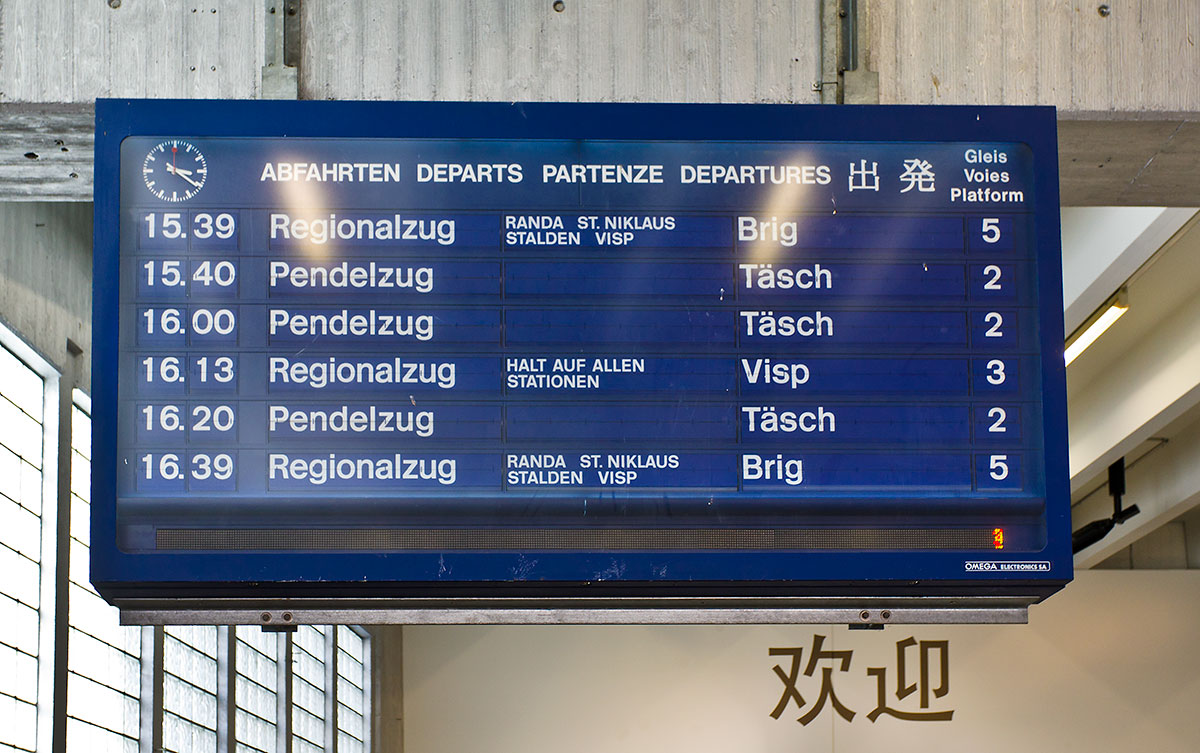 ABFAHRTEN DEPARTS PARTENZE DEPARTURES 出発
Gleis
Voies
Platform
15.39 Regionalzug RANDA ST. NIKLAUS
STALDEN VISP Brig 5
15.40 Pendelzug Täsch 2
16.00 Pendelzug Täsch 2
16.13 Regionalzug HALT AUF ALLEN
STATIONEN Visp 3
16.20 Pendelzug Täsch 2
16.39 Regionalzug RANDA ST. NIKLAUS
STALDEN VISP Brig 5
OMEGA ELECTRONICS SA
欢迎